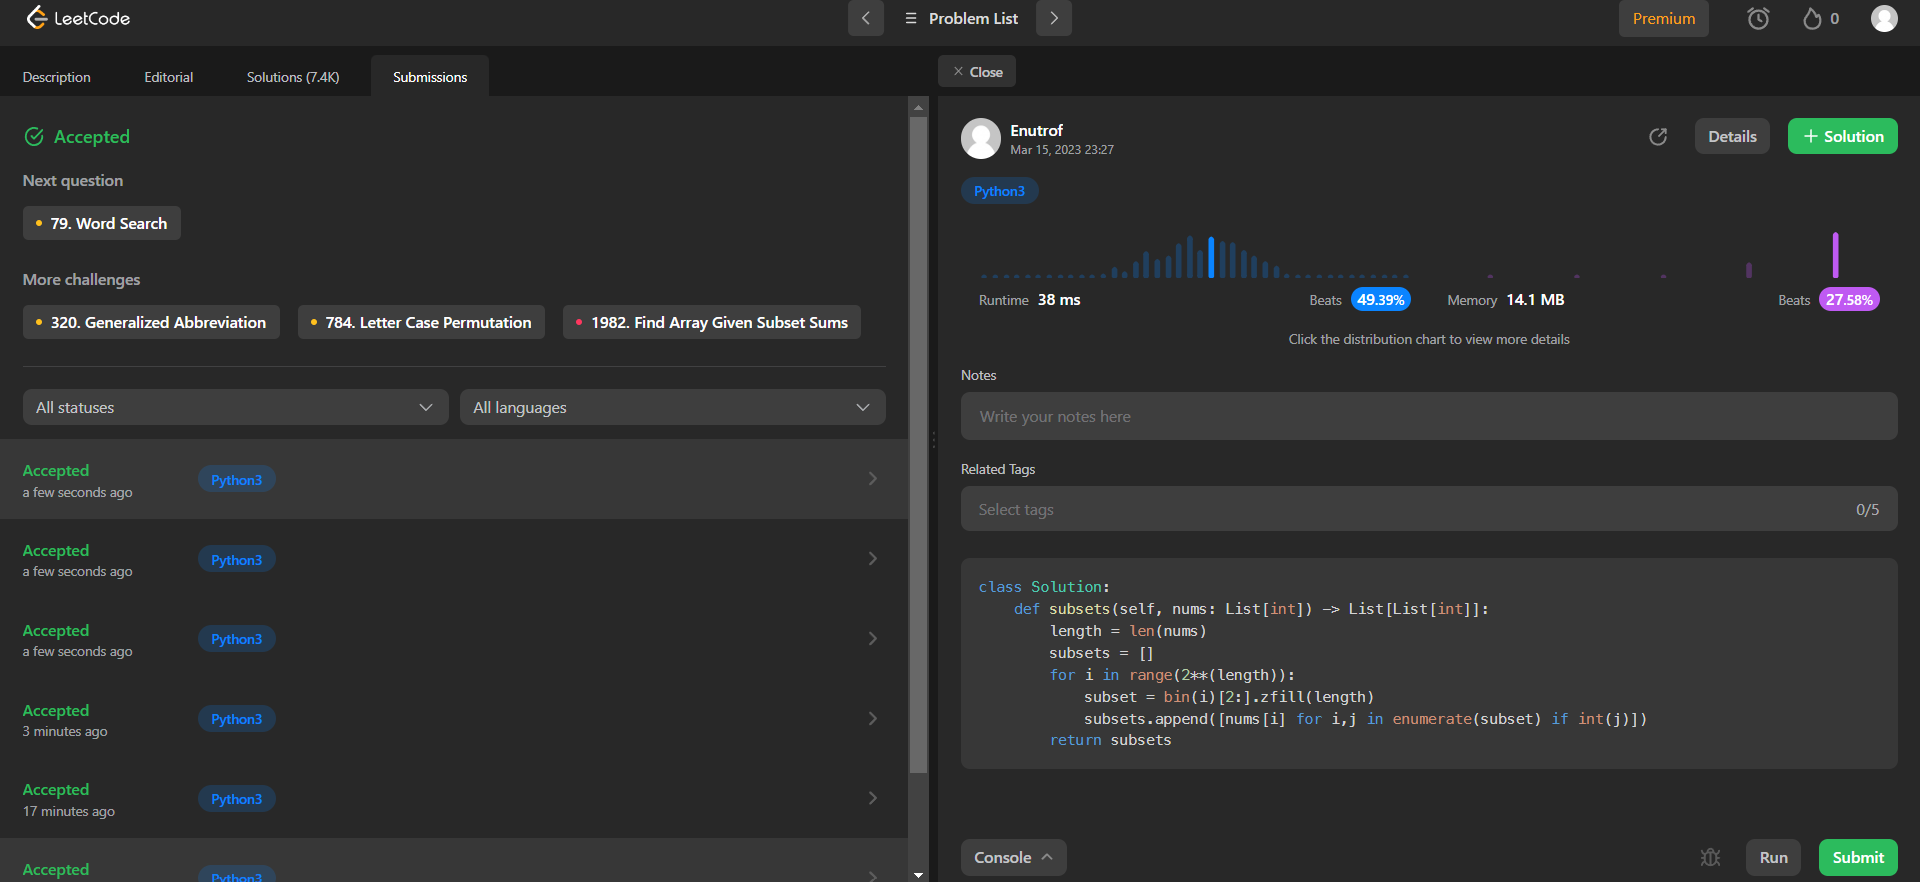 LeetCode
Problem List
Premium
0
Description
Editorial
Solutions (7.4K)
Submissions
Close
Accepted
Next question
79. Word Search
More challenges
320. Generalized Abbreviation
784. Letter Case Permutation
1982. Find Array Given Subset Sums
All statuses
All languages
Accepted
Python3
a few seconds ago
Accepted
Python3
a few seconds ago
Accepted
Python3
a few seconds ago
Accepted
Python3
3 minutes ago
Accepted
Python3
17 minutes ago
Accepted
Python3
Enutrof
Mar 15, 2023 23:27
Details
+ Solution
Python3
Runtime 38 ms
Beats 49.39%
Memory 14.1 MB
Beats 27.58%
Click the distribution chart to view more details
Notes
Write your notes here
Related Tags
Select tags
0/5
class Solution:
    def subsets(self, nums: List[int]) -> List[List[int]]:
        length = len(nums)
        subsets = []
        for i in range(2**(length)):
            subset = bin(i)[2:].zfill(length)
            subsets.append([nums[i] for i,j in enumerate(subset) if int(j)])
        return subsets
Console
Run
Submit